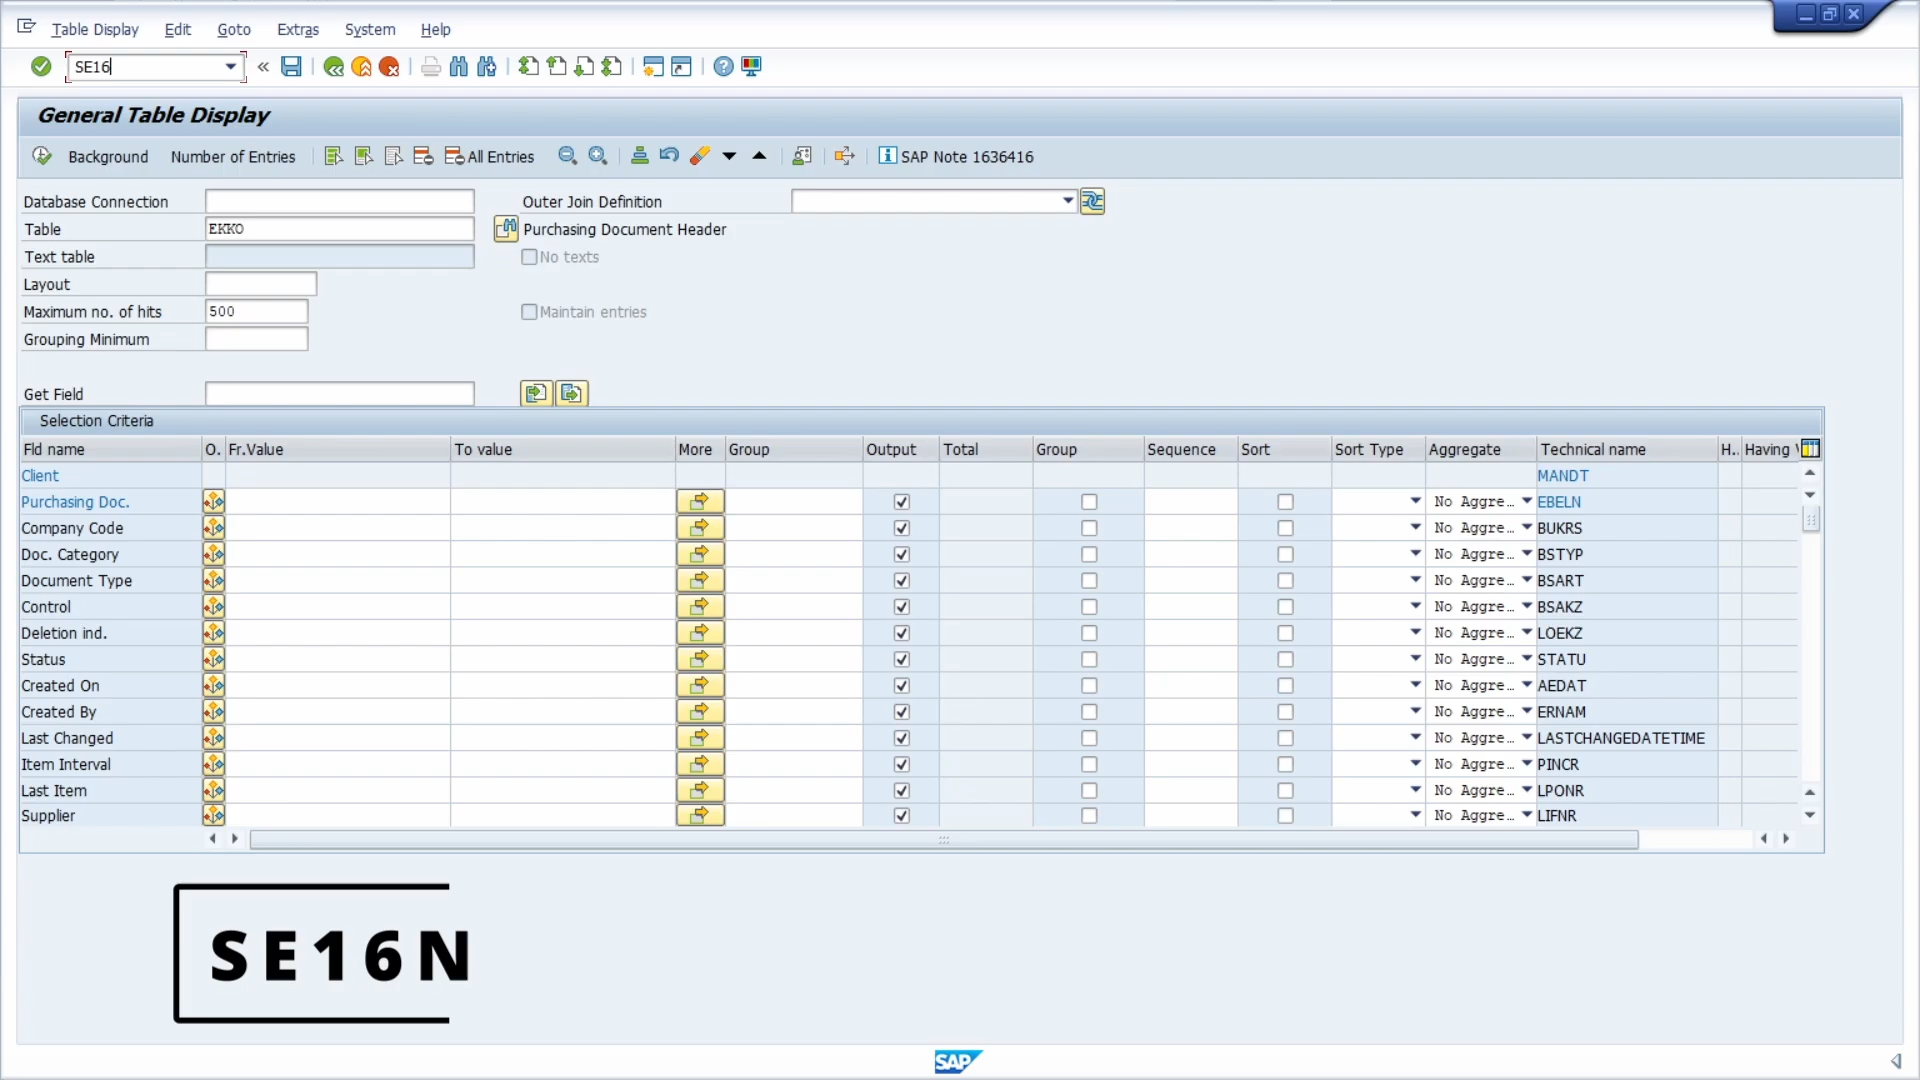 Table Display Edit Goto Extras System Help
SE16
General Table Display
Background Number of Entries All Entries SAP Note 1636416
Database Connection Outer Join Definition
Table EKKO Purchasing Document Header
Text table No texts
Layout
Maximum no. of hits 500 Maintain entries
Grouping Minimum
Get Field
Selection Criteria
Fld name O. Fr.Value To value More Group Output Total Group Sequence Sort Sort Type Aggregate Technical name H.. Having
Client MANDT
Purchasing Doc. No Aggre… EBELN
Company Code No Aggre… BUKRS
Doc. Category No Aggre… BSTYP
Document Type No Aggre… BSART
Control No Aggre… BSAKZ
Deletion ind. No Aggre… LOEKZ
Status No Aggre… STATU
Created On No Aggre… AEDAT
Created By No Aggre… ERNAM
Last Changed No Aggre… LASTCHANGEDATETIME
Item Interval No Aggre… PINCR
Last Item No Aggre… LPONR
Supplier No Aggre… LIFNR
SE16N
SAP